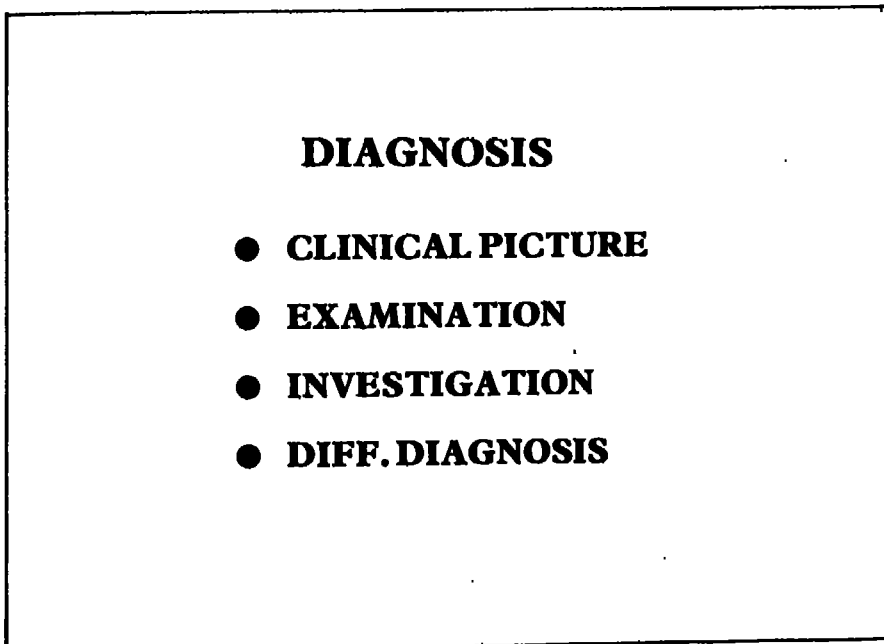 DIAGNOSIS
● CLINICAL PICTURE
● EXAMINATION
● INVESTIGATION
● DIFF. DIAGNOSIS